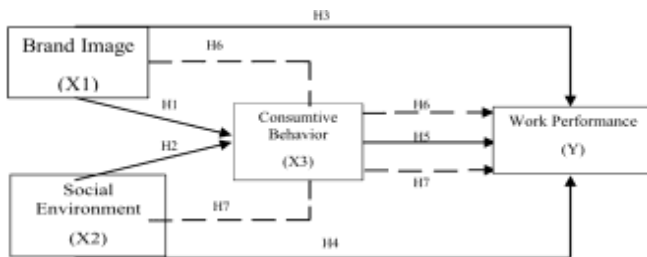 H3
Brand Image
(X1)
H6
H1
Consumtive
Behavior
(X3)
H6
Work Performance
(Y)
H2
H5
Social
Environment
(X2)
H7
H7
H4